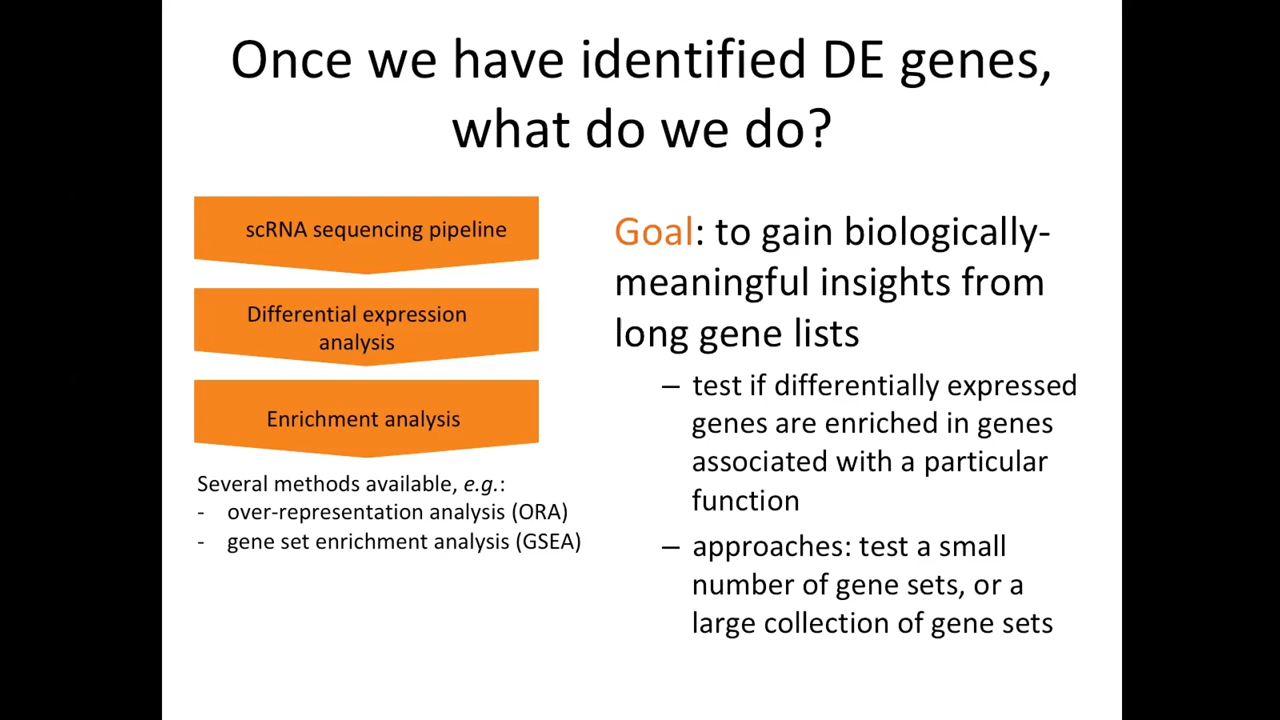 Once we have identified DE genes,
what do we do?
scRNA sequencing pipeline
Differential expression
analysis
Enrichment analysis
Several methods available, e.g.:
- over-representation analysis (ORA)
- gene set enrichment analysis (GSEA)
Goal: to gain biologically-
meaningful insights from
long gene lists
– test if differentially expressed
genes are enriched in genes
associated with a particular
function
– approaches: test a small
number of gene sets, or a
large collection of gene sets